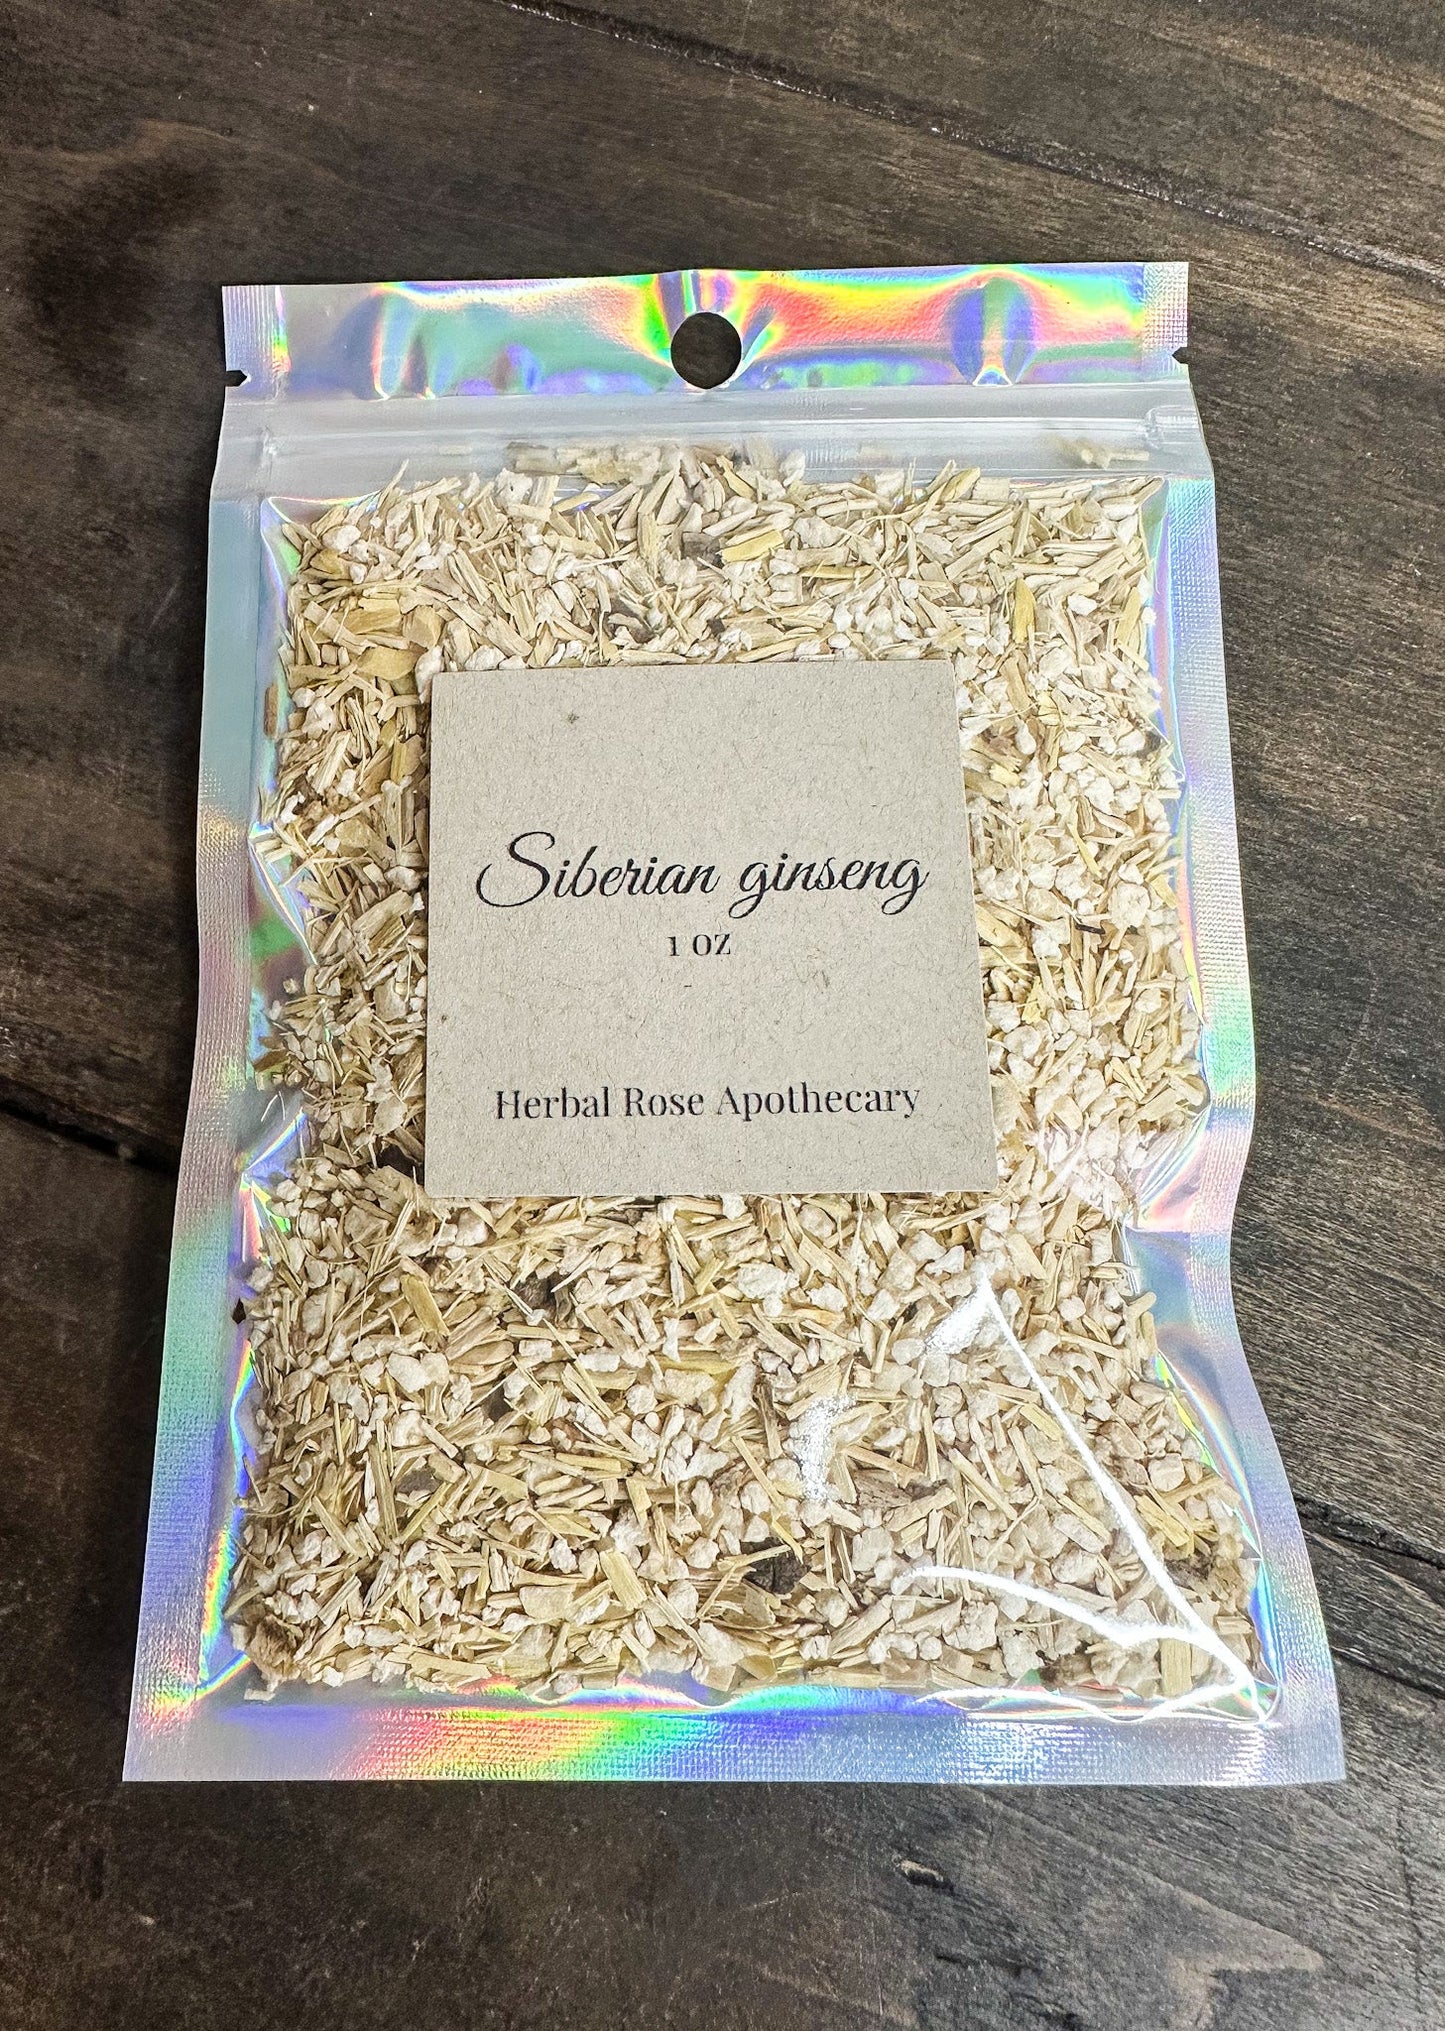 Siberian ginseng
1 oz
Herbal Rose Apothecary